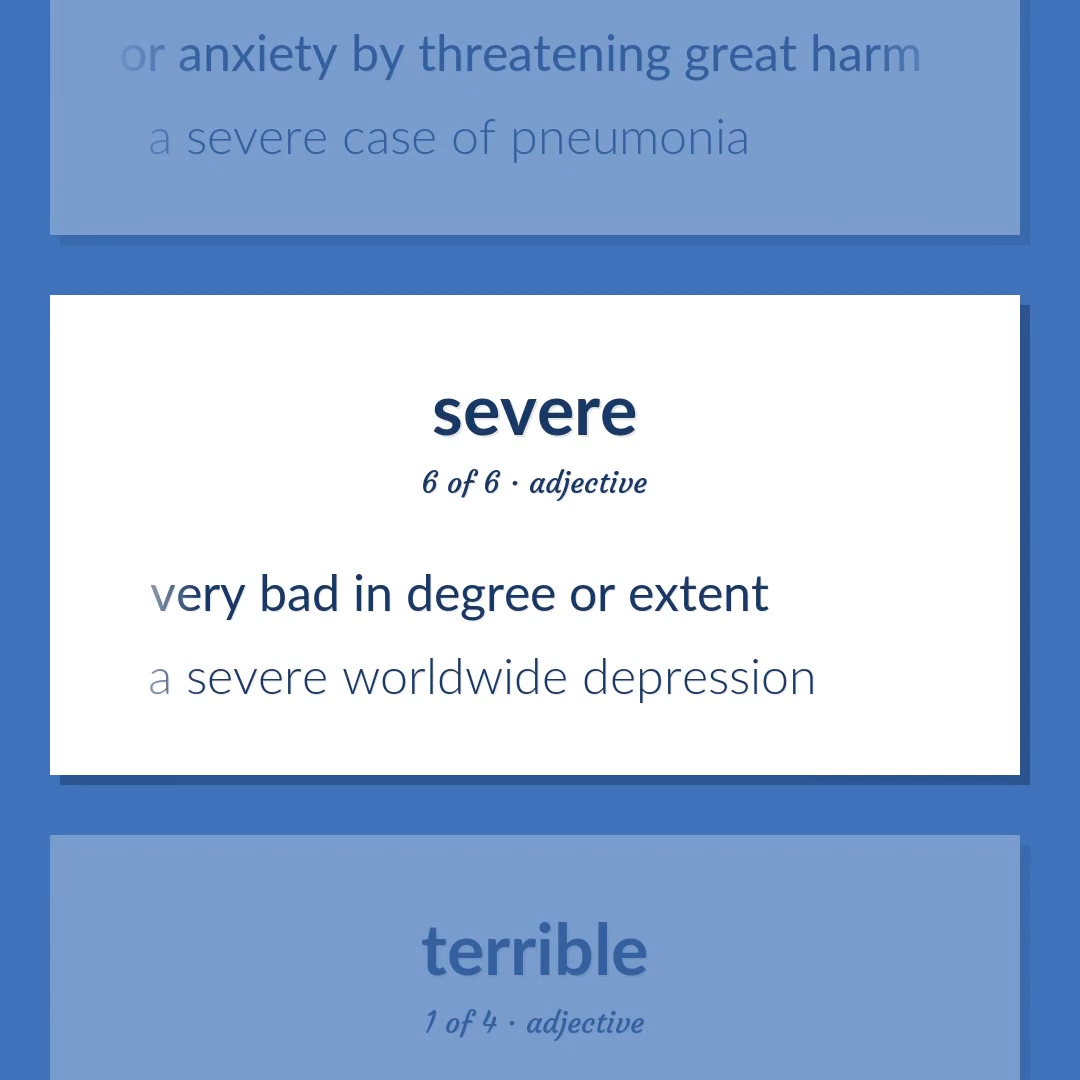 or anxiety by threatening great harm
a severe case of pneumonia
severe
6 of 6 · adjective
very bad in degree or extent
a severe worldwide depression
terrible
1 of 4 · adjective